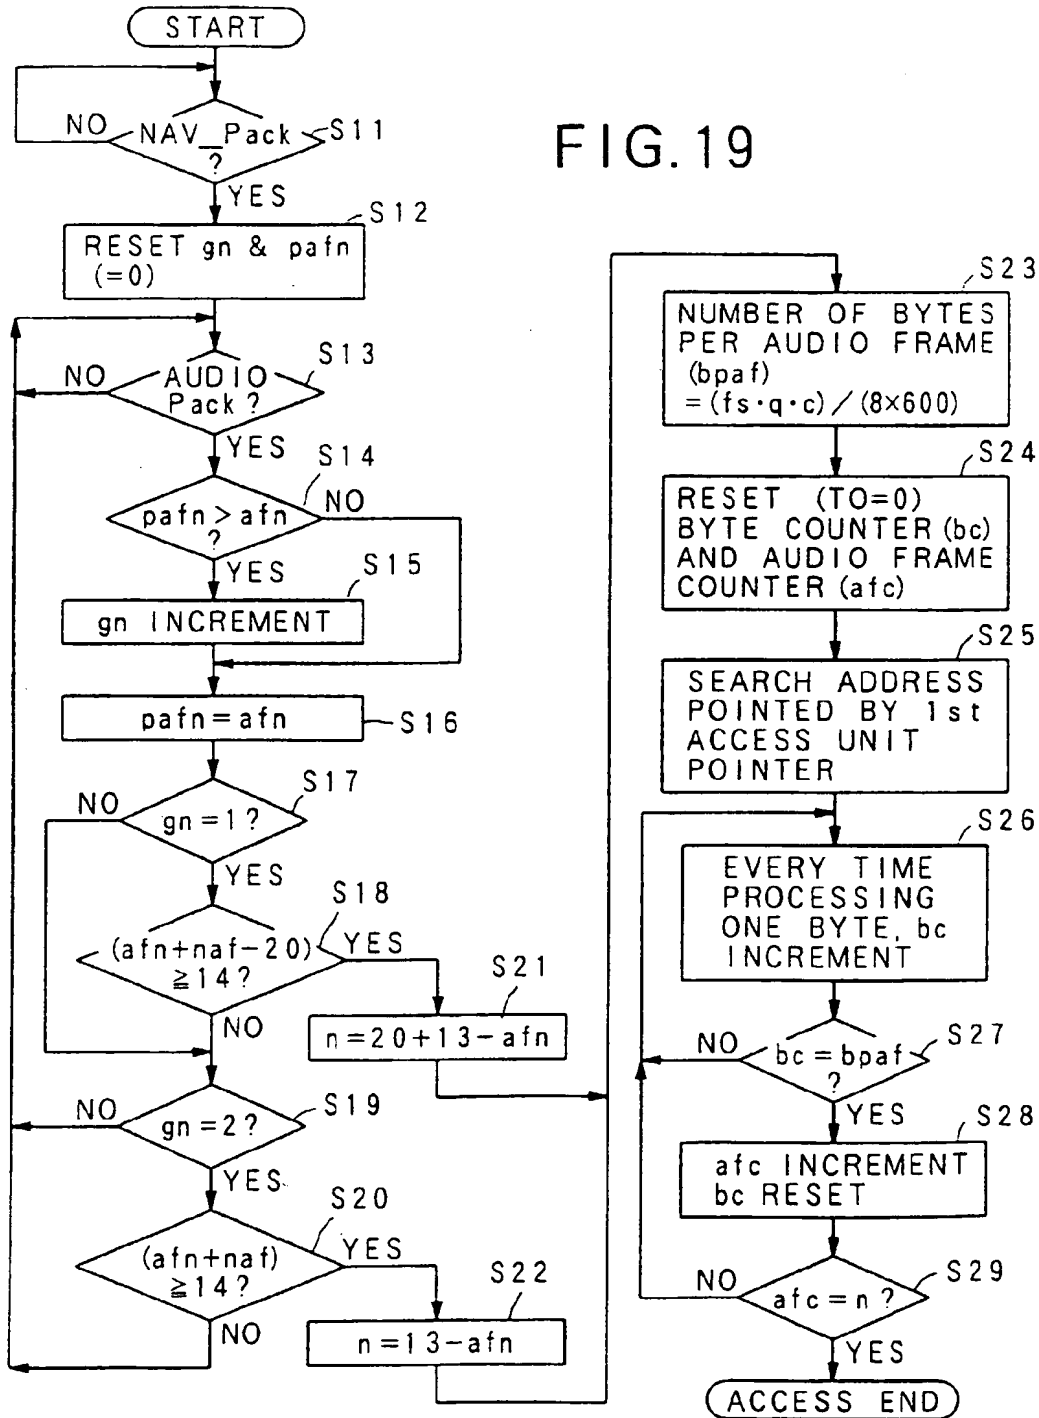 START
NAV_Pack
?
S11
NO
YES
FIG.19
S12
RESET gn & pafn
(=0)
S13
NO
AUDIO
Pack?
YES
S14
pafn>afn
?
NO
YES
S15
gn INCREMENT
pafn=afn
S16
S17
NO
gn=1?
YES
S18
(afn+naf-20)
≧14?
YES
NO
S21
n=20+13-afn
S19
NO
gn=2?
YES
S20
(afn+naf)
≧14?
YES
NO
S22
n=13-afn
S23
NUMBER OF BYTES
PER AUDIO FRAME
(bpaf)
=(fs·q·c)/(8×600)
S24
RESET (TO=0)
BYTE COUNTER (bc)
AND AUDIO FRAME
COUNTER (afc)
S25
SEARCH ADDRESS
POINTED BY 1st
ACCESS UNIT
POINTER
S26
EVERY TIME
PROCESSING
ONE BYTE, bc
INCREMENT
S27
NO
bc=bpaf
?
YES
S28
afc INCREMENT
bc RESET
S29
NO
afc=n?
YES
ACCESS END